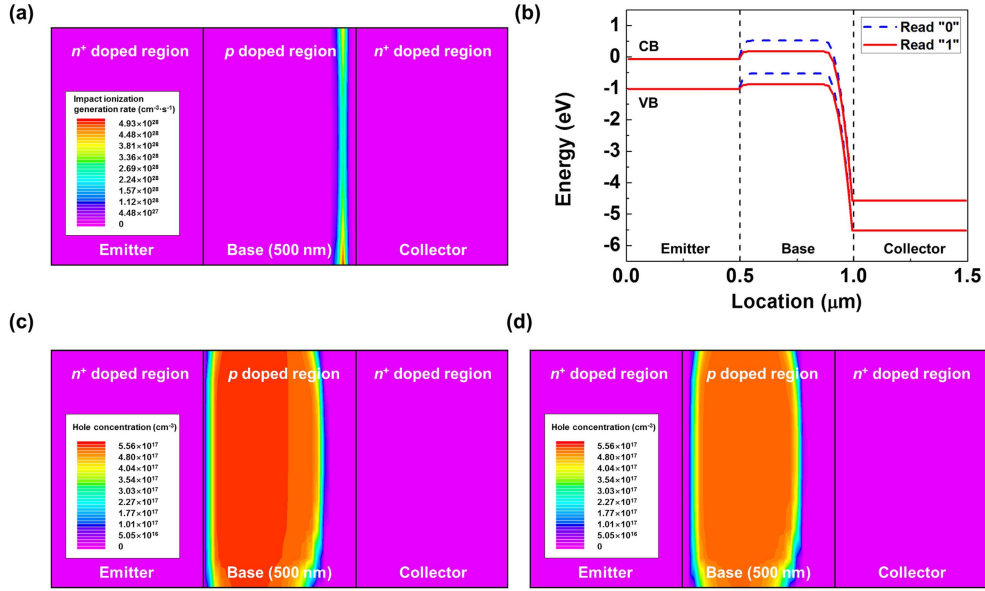 (a)
n⁺ doped region
p doped region
n⁺ doped region
Impact ionization
generation rate (cm⁻³·s⁻¹)
4.93×10²⁸
4.48×10²⁸
3.81×10²⁸
3.36×10²⁸
2.69×10²⁸
2.24×10²⁸
1.57×10²⁸
1.12×10²⁸
4.48×10²⁷
0
Emitter
Base (500 nm)
Collector
(b)
Energy (eV)
1
0
-1
-2
-3
-4
-5
-6
CB
VB
Read "0"
Read "1"
Emitter
Base
Collector
0.0
0.5
1.0
1.5
Location (μm)
(c)
n⁺ doped region
p doped region
n⁺ doped region
Hole concentration (cm⁻³)
5.56×10¹⁷
4.80×10¹⁷
4.04×10¹⁷
3.54×10¹⁷
3.03×10¹⁷
2.27×10¹⁷
1.77×10¹⁷
1.01×10¹⁷
5.05×10¹⁶
0
Emitter
Base (500 nm)
Collector
(d)
n⁺ doped region
p doped region
n⁺ doped region
Hole concentration (cm⁻³)
5.56×10¹⁷
4.80×10¹⁷
4.04×10¹⁷
3.54×10¹⁷
3.03×10¹⁷
2.27×10¹⁷
1.77×10¹⁷
1.01×10¹⁷
5.05×10¹⁶
0
Emitter
Base (500 nm)
Collector